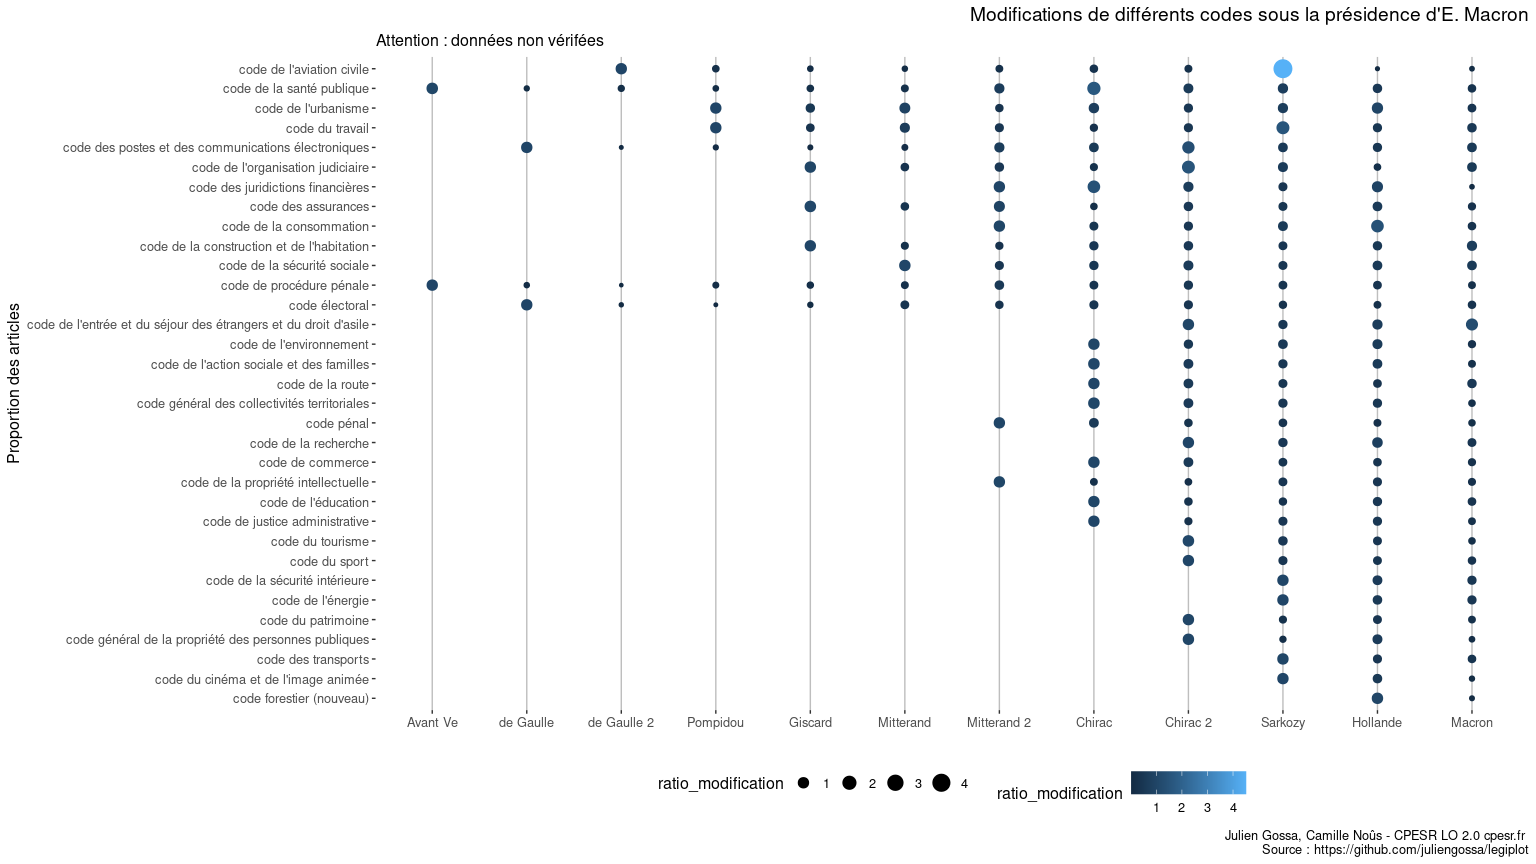 Modifications de différents codes sous la présidence d'E. Macron
Attention : données non vérifées
Proportion des articles
code de l'aviation civile
code de la santé publique
code de l'urbanisme
code du travail
code des postes et des communications électroniques
code de l'organisation judiciaire
code des juridictions financières
code des assurances
code de la consommation
code de la construction et de l'habitation
code de la sécurité sociale
code de procédure pénale
code électoral
code de l'entrée et du séjour des étrangers et du droit d'asile
code de l'environnement
code de l'action sociale et des familles
code de la route
code général des collectivités territoriales
code pénal
code de la recherche
code de commerce
code de la propriété intellectuelle
code de l'éducation
code de justice administrative
code du tourisme
code du sport
code de la sécurité intérieure
code de l'énergie
code du patrimoine
code général de la propriété des personnes publiques
code des transports
code du cinéma et de l'image animée
code forestier (nouveau)
Avant Ve de Gaulle de Gaulle 2 Pompidou Giscard Mitterand Mitterand 2 Chirac Chirac 2 Sarkozy Hollande Macron
ratio_modification 1 2 3 4
ratio_modification 1 2 3 4
Julien Gossa, Camille Noûs - CPESR LO 2.0 cpesr.fr
Source : https://github.com/juliengossa/legiplot